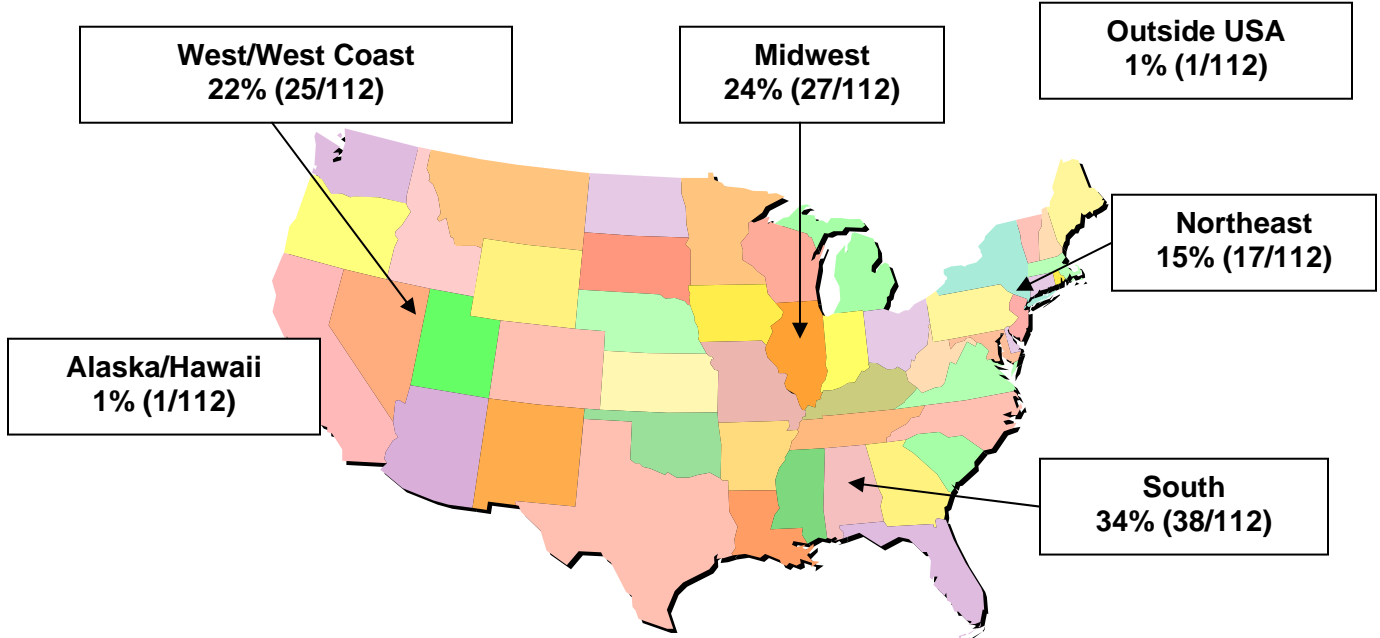 Outside USA
1% (1/112)
West/West Coast
22% (25/112)
Midwest
24% (27/112)
Northeast
15% (17/112)
Alaska/Hawaii
1% (1/112)
South
34% (38/112)